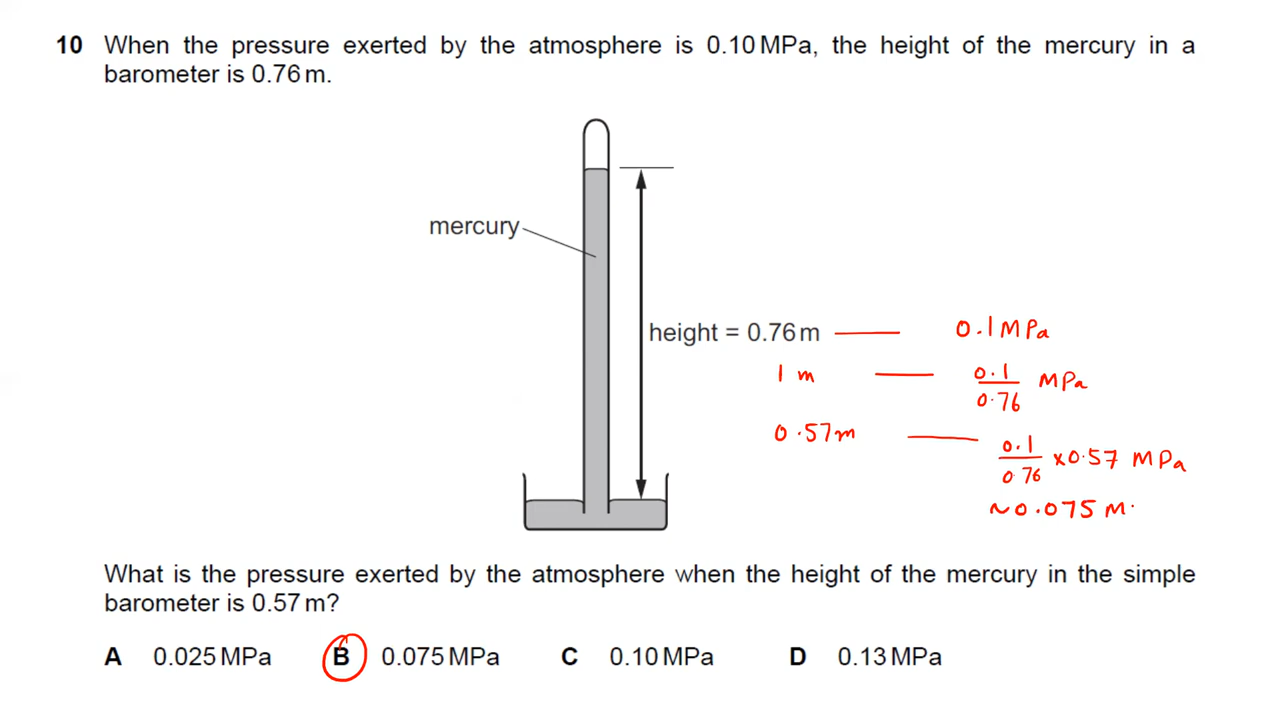 10 When the pressure exerted by the atmosphere is 0.10 MPa, the height of the mercury in a
barometer is 0.76 m.
mercury
height = 0.76 m — 0.1 MPa
1 m — 0.1/0.76 MPa
0.57m — 0.1/0.76 x0.57 MPa
~0.075 M
What is the pressure exerted by the atmosphere when the height of the mercury in the simple
barometer is 0.57 m?
A 0.025 MPa B 0.075 MPa C 0.10 MPa D 0.13 MPa